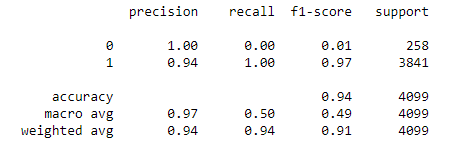 precision recall f1-score support
0 1.00 0.00 0.01 258
1 0.94 1.00 0.97 3841
accuracy 0.94 4099
macro avg 0.97 0.50 0.49 4099
weighted avg 0.94 0.94 0.91 4099